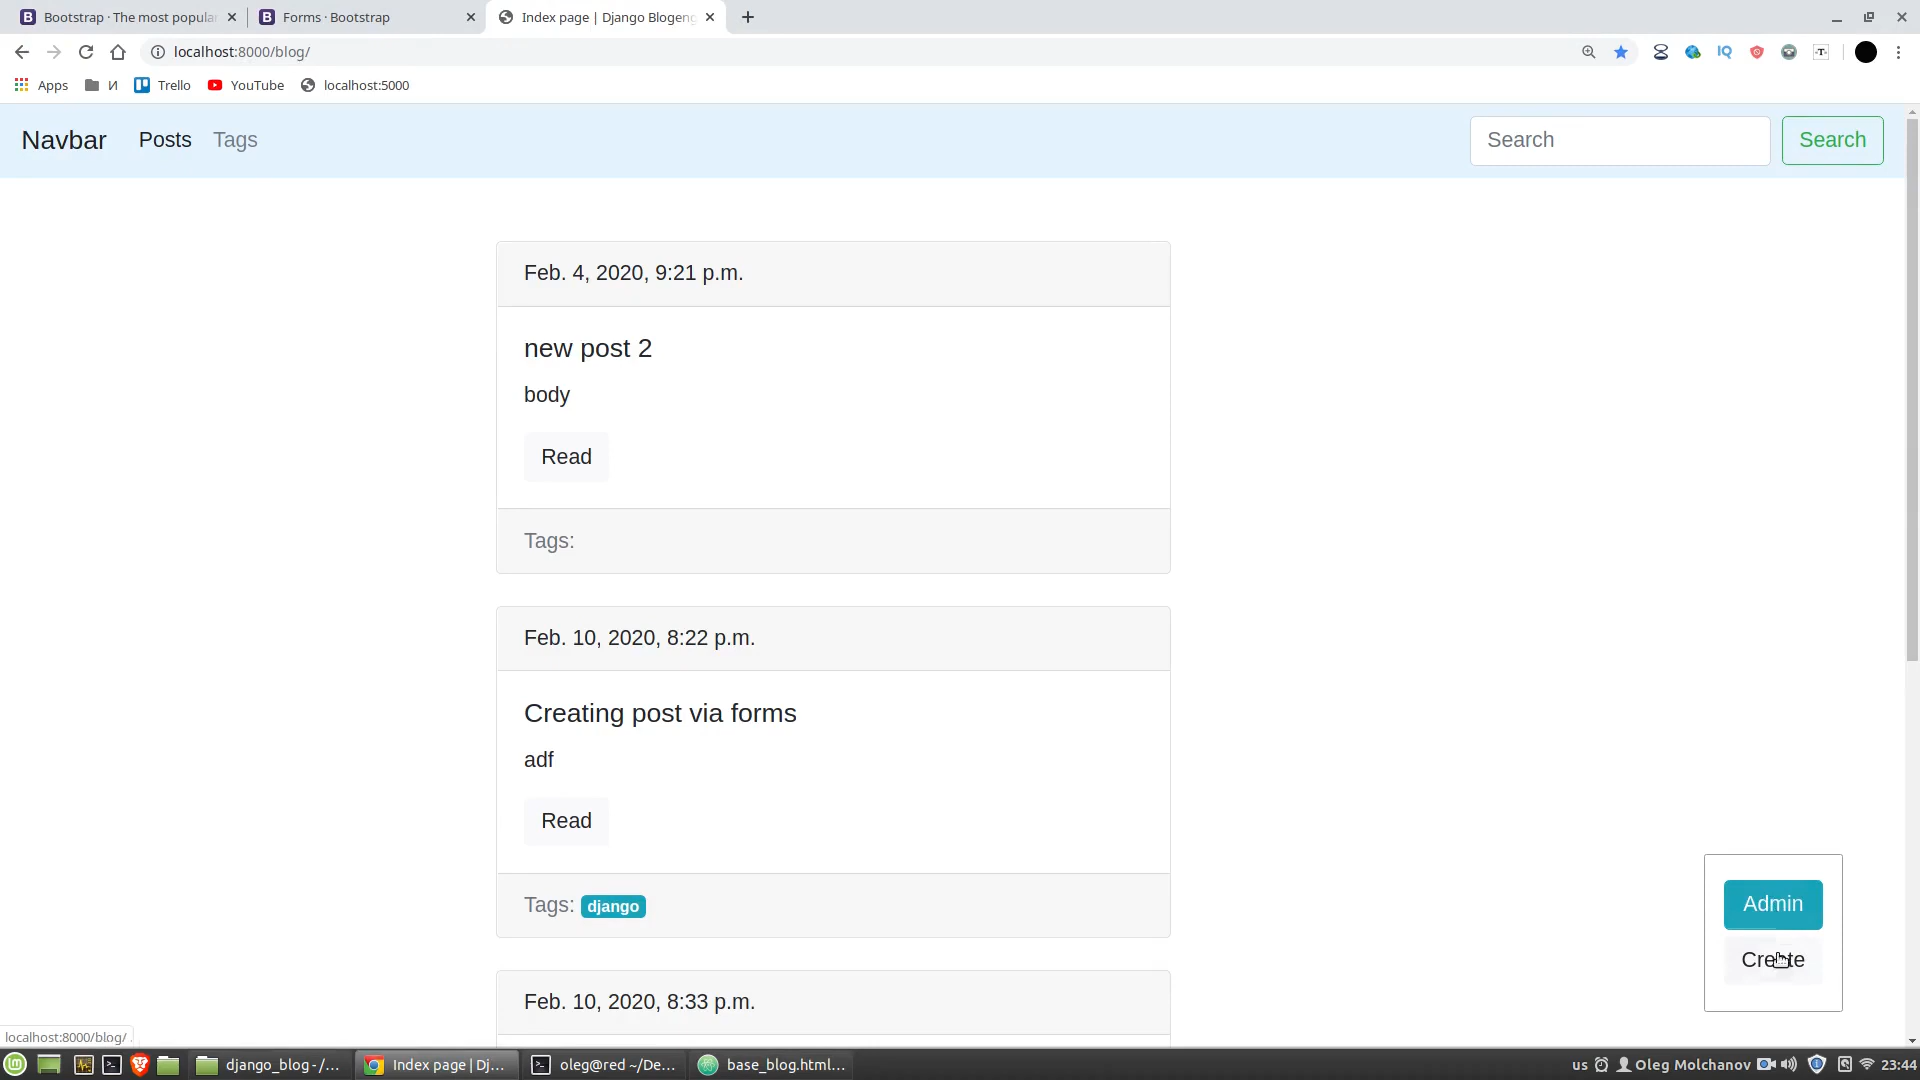 Bootstrap · The most popula
Forms · Bootstrap
Index page | Django Blogeng
localhost:8000/blog/
IQ
Apps
И
Trello
YouTube
localhost:5000
Navbar
Posts
Tags
Search
Search
Feb. 4, 2020, 9:21 p.m.
new post 2
body
Read
Tags:
Feb. 10, 2020, 8:22 p.m.
Creating post via forms
adf
Read
Tags: django
Feb. 10, 2020, 8:33 p.m.
Admin
Create
localhost:8000/blog/
django_blog - /...
Index page | Dj...
oleg@red ~/De...
base_blog.html...
us
Oleg Molchanov
23:44